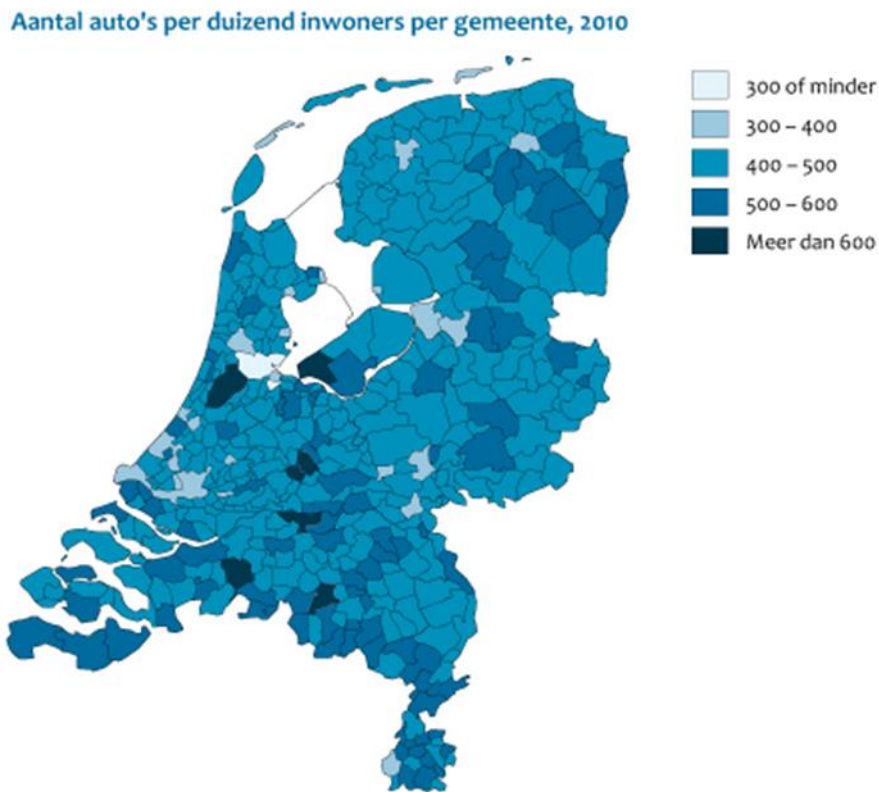 Aantal auto's per duizend inwoners per gemeente, 2010
300 of minder
300 – 400
400 – 500
500 – 600
Meer dan 600